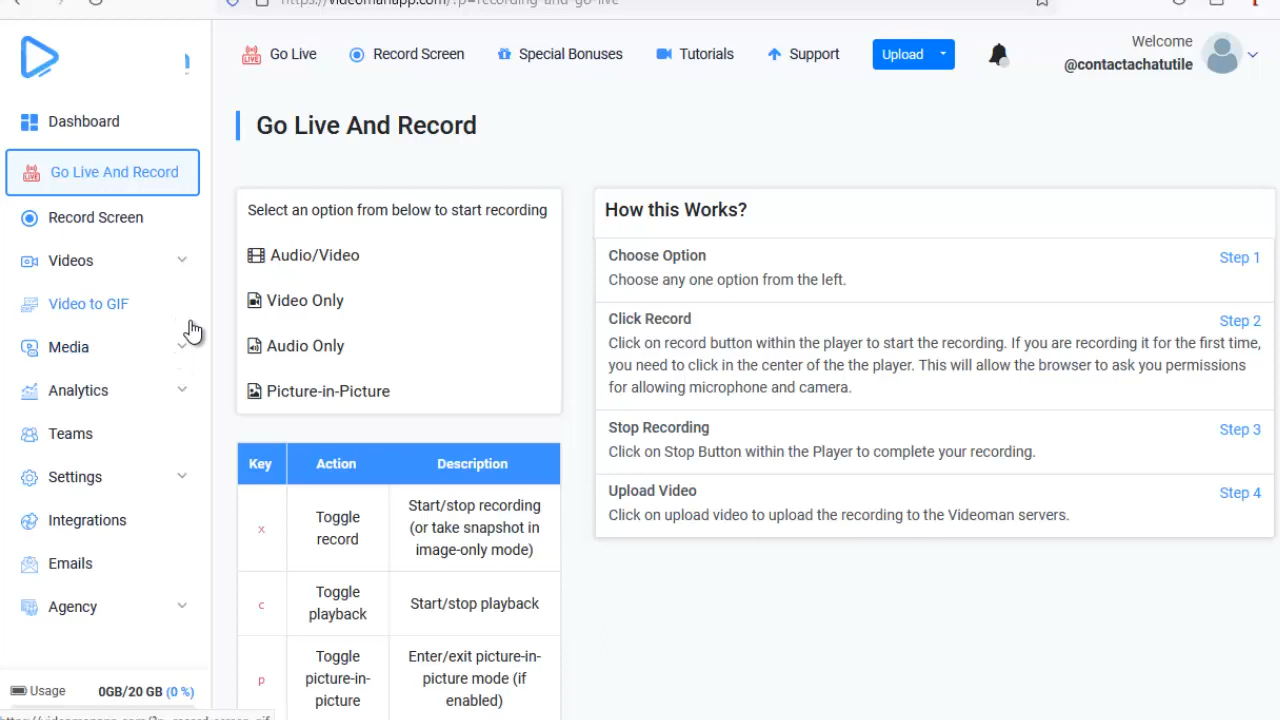 Go Live
Record Screen
Special Bonuses
Tutorials
Support
Upload
Welcome
@contactachatutile
Dashboard
Go Live And Record
Record Screen
Videos
Video to GIF
Media
Analytics
Teams
Settings
Integrations
Emails
Agency
Usage 0GB/20 GB (0 %)
Go Live And Record
Select an option from below to start recording
Audio/Video
Video Only
Audio Only
Picture-in-Picture
Key Action Description
x
Toggle
record
Start/stop recording
(or take snapshot in
image-only mode)
c
Toggle
playback
Start/stop playback
p
Toggle
picture-in-
picture
Enter/exit picture-in-
picture mode (if
enabled)
How this Works?
Choose Option
Step 1
Choose any one option from the left.
Click Record
Step 2
Click on record button within the player to start the recording. If you are recording it for the first time,
you need to click in the center of the the player. This will allow the browser to ask you permissions
for allowing microphone and camera.
Stop Recording
Step 3
Click on Stop Button within the Player to complete your recording.
Upload Video
Step 4
Click on upload video to upload the recording to the Videoman servers.